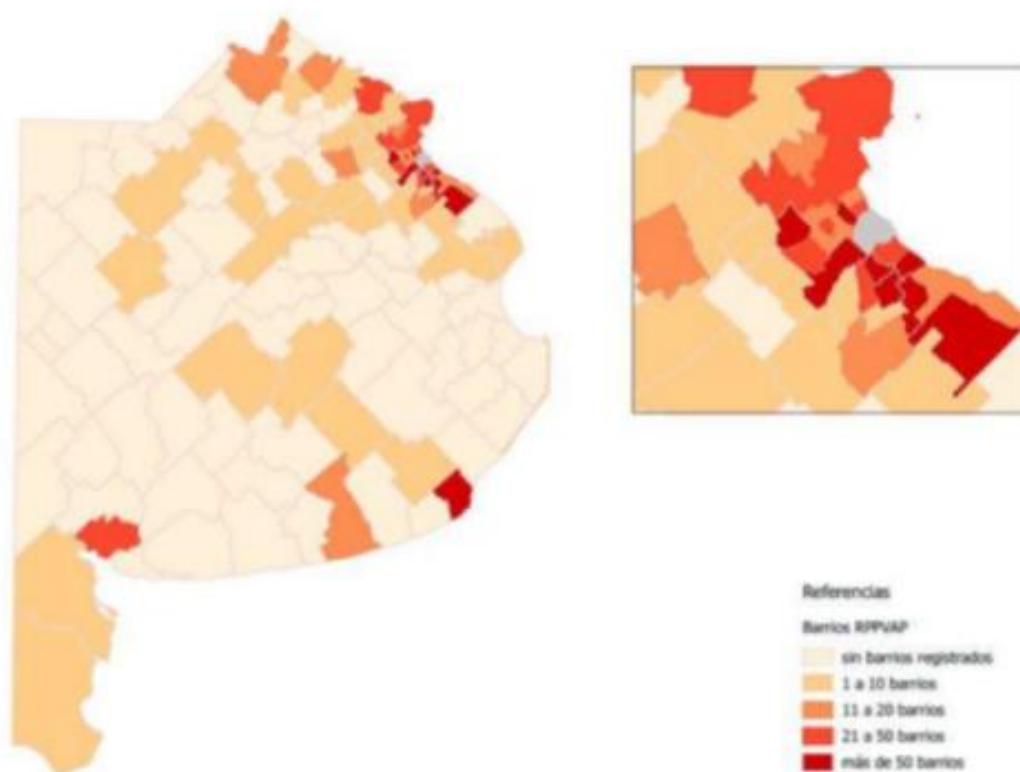 Referencias
Barrios RPPVAP
sin barrios registrados
1 a 10 barrios
11 a 20 barrios
21 a 50 barrios
más de 50 barrios